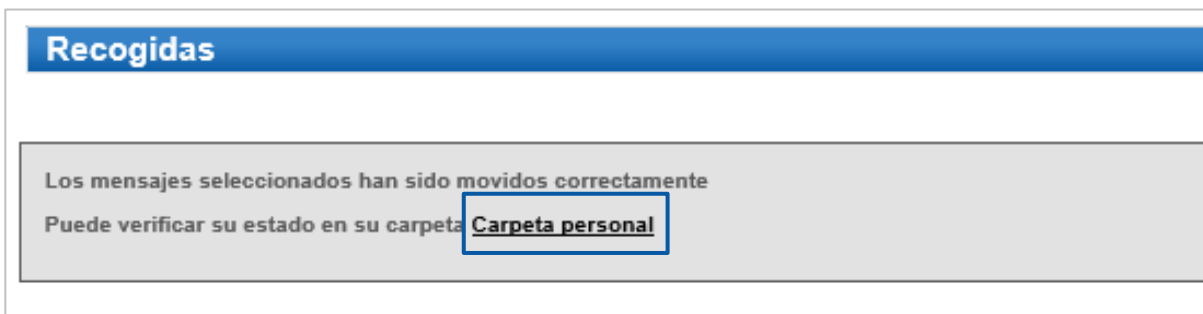 Recogidas
Los mensajes seleccionados han sido movidos correctamente
Puede verificar su estado en su carpeta Carpeta personal